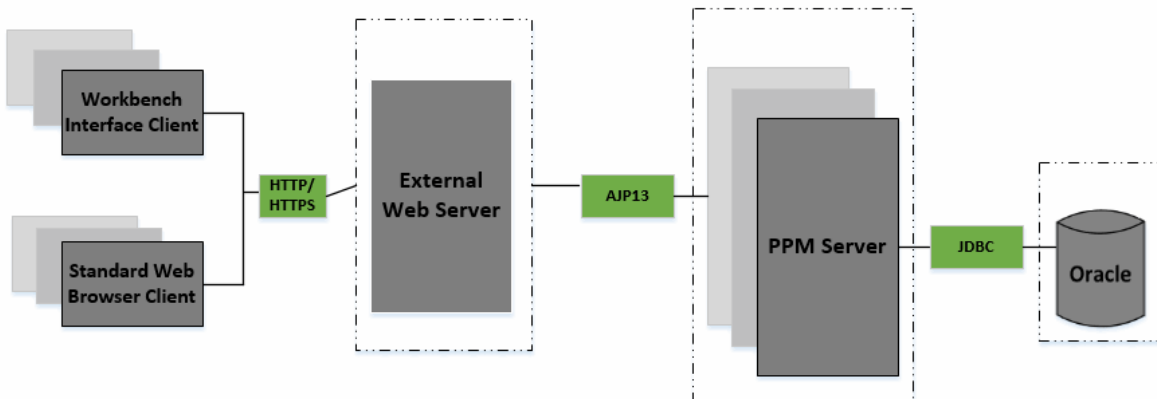 Workbench
Interface Client
HTTP/
HTTPS
Standard Web
Browser Client
External
Web Server
AJP13
PPM Server
JDBC
Oracle